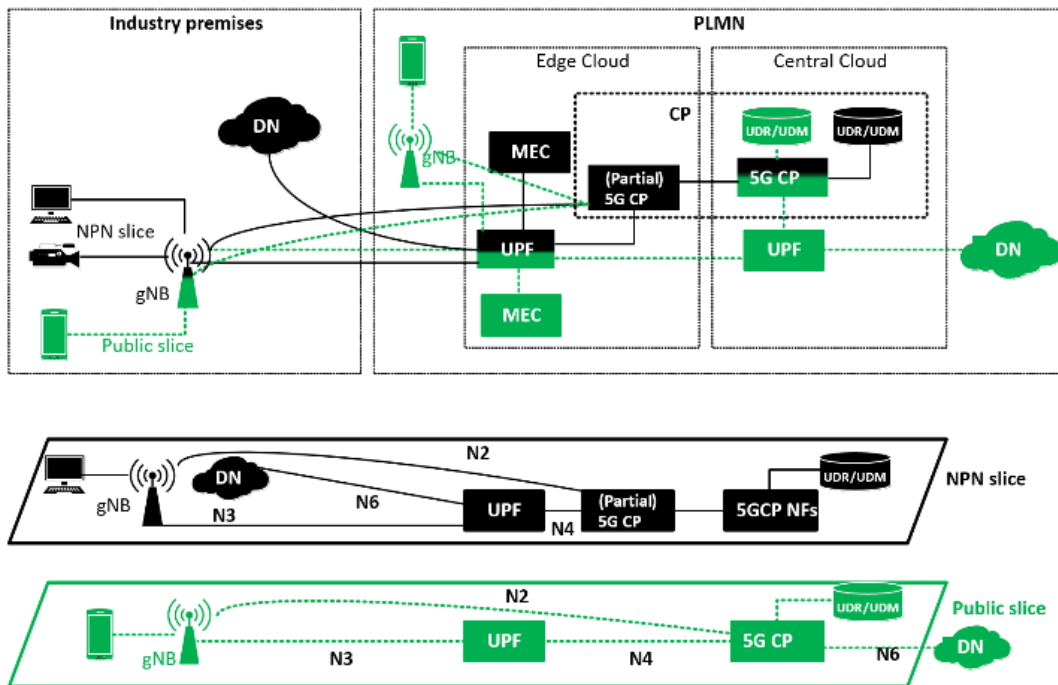 Industry premises
PLMN
Edge Cloud
Central Cloud
CP
DN
UDR/UDM
UDR/UDM
gNB
MEC
(Partial)
5G CP
5G CP
NPN slice
UPF
UPF
DN
gNB
MEC
Public slice
N2
DN
UDR/UDM
NPN slice
gNB
N6
(Partial)
5G CP
UPF
5GCP NFs
N3
N4
N2
UDR/UDM
Public slice
UPF
5G CP
DN
gNB
N3
N4
N6